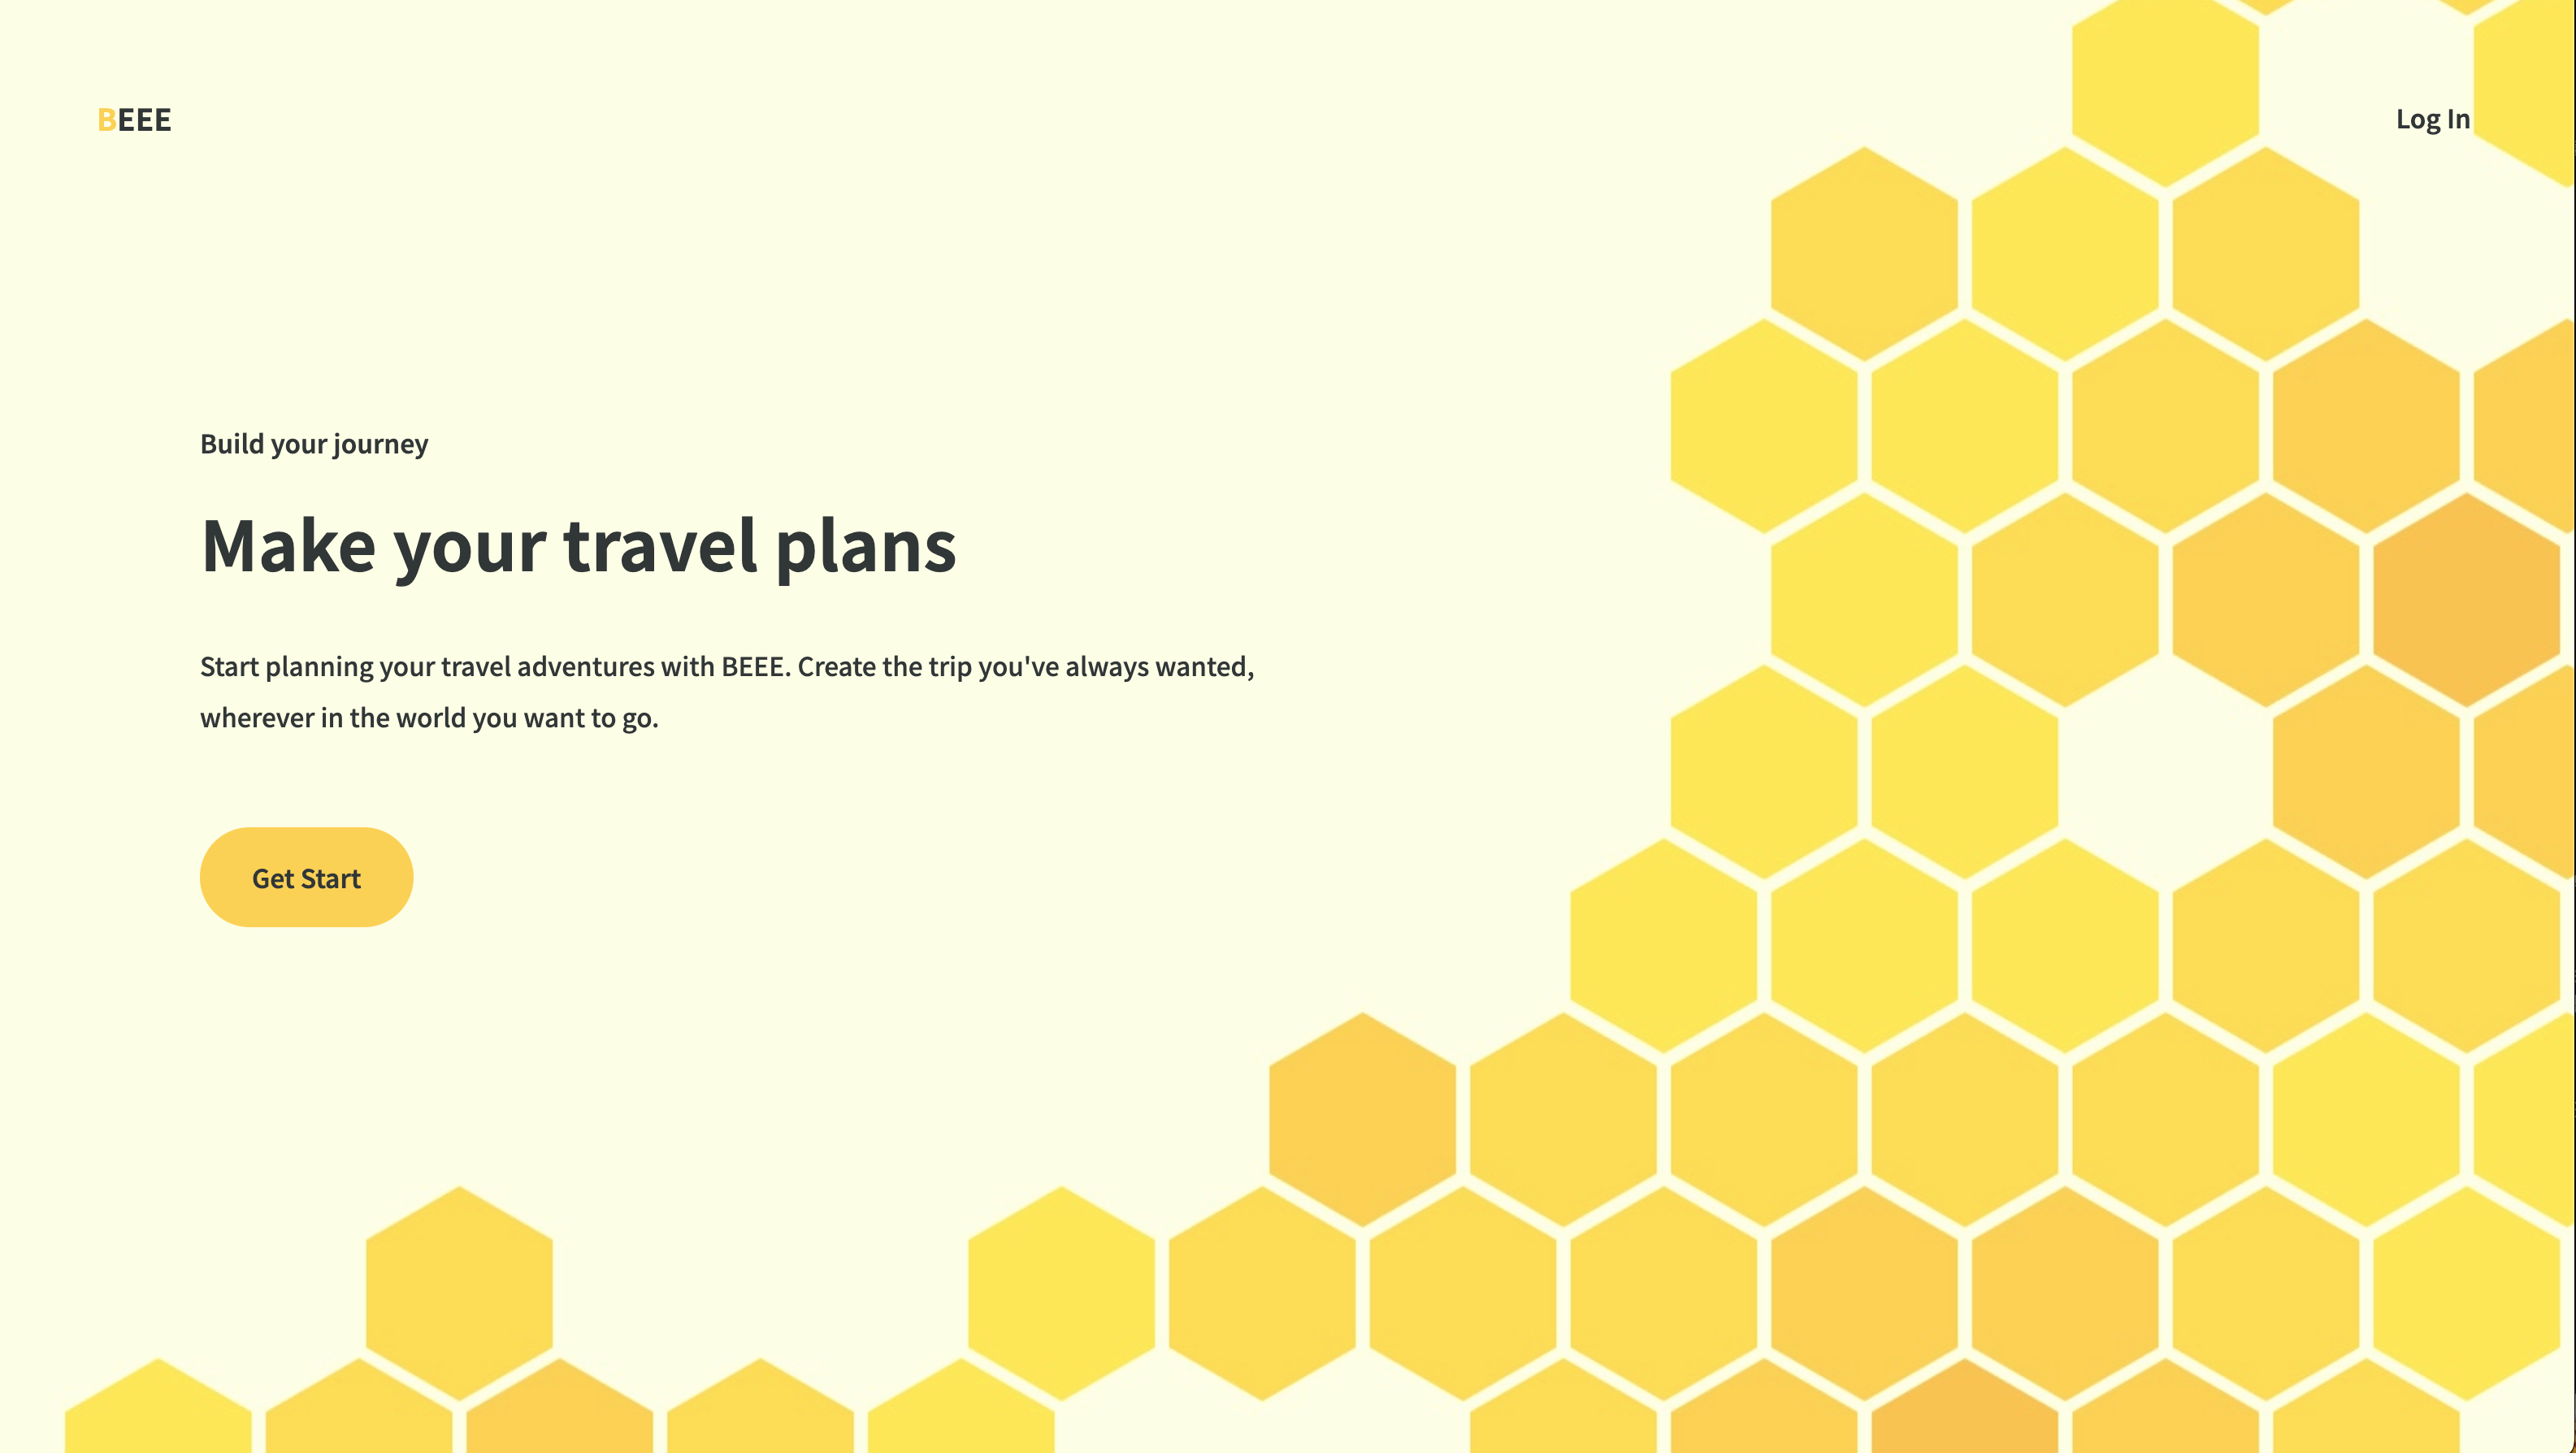 BEEE
Log In
Build your journey
Make your travel plans
Start planning your travel adventures with BEEE. Create the trip you've always wanted,
wherever in the world you want to go.
Get Start